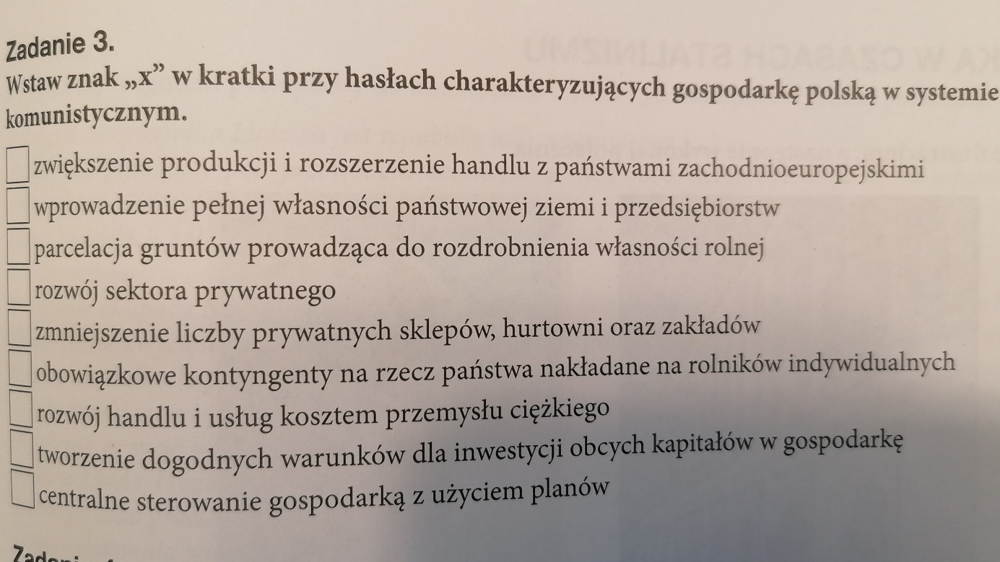 KA W CZASACH STALINIZMU
Zadanie 3.
Wstaw znak „x” w kratki przy hasłach charakteryzujących gospodarkę polską w systemie
komunistycznym.
zwiększenie produkcji i rozszerzenie handlu z państwami zachodnioeuropejskimi
wprowadzenie pełnej własności państwowej ziemi i przedsiębiorstw
parcelacja gruntów prowadząca do rozdrobnienia własności rolnej
rozwój sektora prywatnego
zmniejszenie liczby prywatnych sklepów, hurtowni oraz zakładów
obowiązkowe kontyngenty na rzecz państwa nakładane na rolników indywidualnych
rozwój handlu i usług kosztem przemysłu ciężkiego
tworzenie dogodnych warunków dla inwestycji obcych kapitałów w gospodarkę
centralne sterowanie gospodarką z użyciem planów